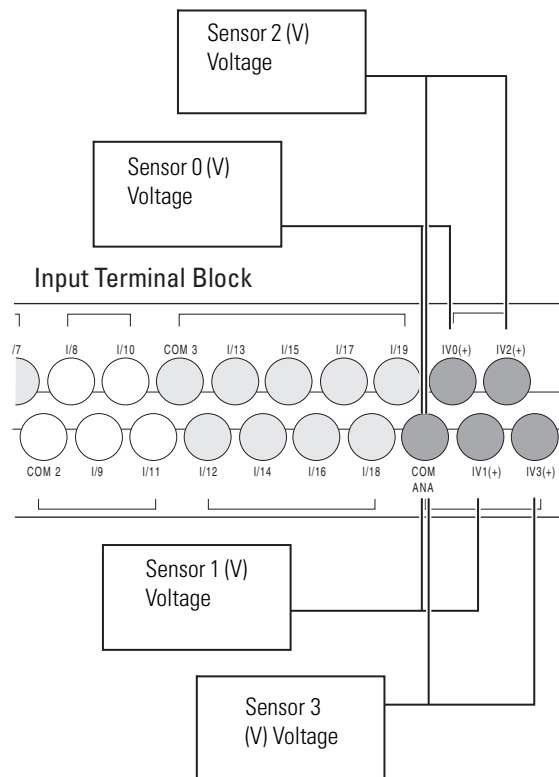 Sensor 2 (V)
Voltage
Sensor 0 (V)
Voltage
Input Terminal Block
/7 I/8 I/10 COM 3 I/13 I/15 I/17 I/19 IV0(+) IV2(+)
COM 2 I/9 I/11 I/12 I/14 I/16 I/18 COM IV1(+) IV3(+)
ANA
Sensor 1 (V)
Voltage
Sensor 3
(V) Voltage